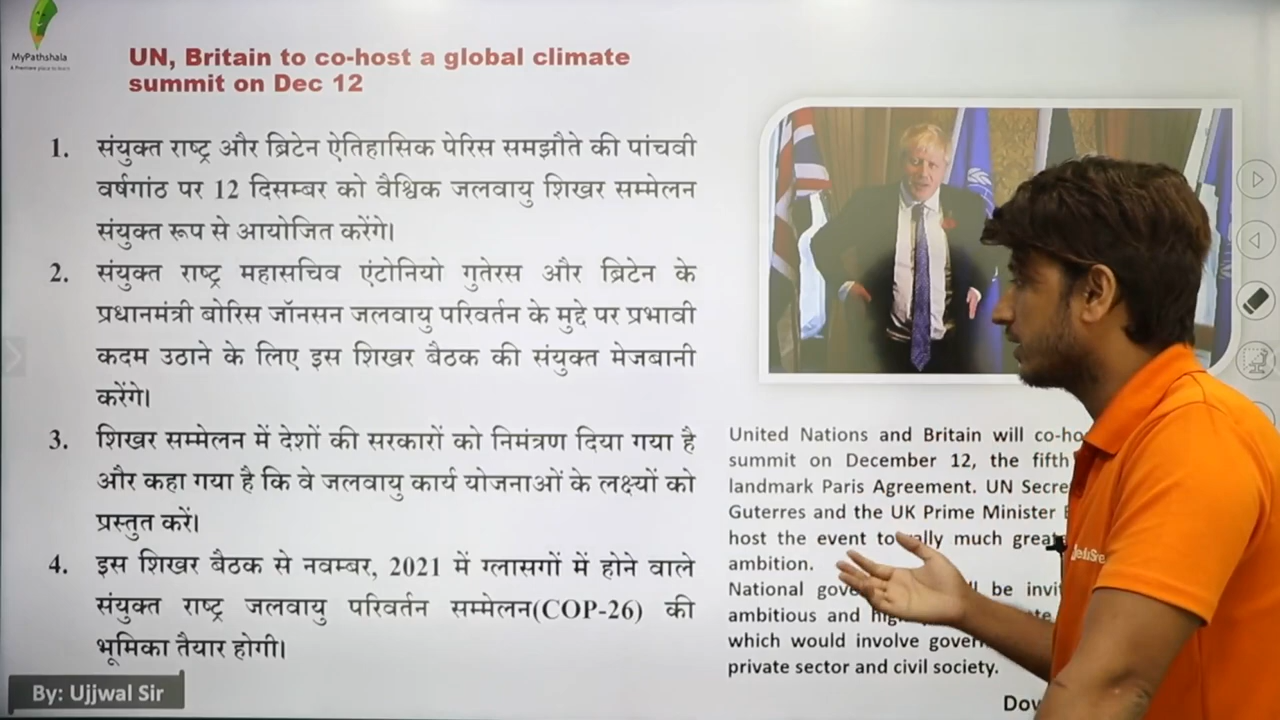 MyPathshala
UN, Britain to co-host a global climate
summit on Dec 12
1. संयुक्त राष्ट्र और ब्रिटेन ऐतिहासिक पेरिस समझौते की पांचवी
वर्षगांठ पर 12 दिसम्बर को वैश्विक जलवायु शिखर सम्मेलन
संयुक्त रूप से आयोजित करेंगे।
2. संयुक्त राष्ट्र महासचिव एंटोनियो गुतेरस और ब्रिटेन के
प्रधानमंत्री बोरिस जॉनसन जलवायु परिवर्तन के मुद्दे पर प्रभावी
कदम उठाने के लिए इस शिखर बैठक की संयुक्त मेजबानी
करेंगे।
3. शिखर सम्मेलन में देशों की सरकारों को निमंत्रण दिया गया है
और कहा गया है कि वे जलवायु कार्य योजनाओं के लक्ष्यों को
प्रस्तुत करें।
4. इस शिखर बैठक से नवम्बर, 2021 में ग्लासगों में होने वाले
संयुक्त राष्ट्र जलवायु परिवर्तन सम्मेलन(COP-26) की
भूमिका तैयार होगी।
United Nations and Britain will
summit on December 12, the fifth
landmark Paris Agreement. UN
Guterres and the UK Prime Minister
host the event much
ambition.
National be
ambitious and
which would involve
private sector and civil society.
By: Ujjwal Sir